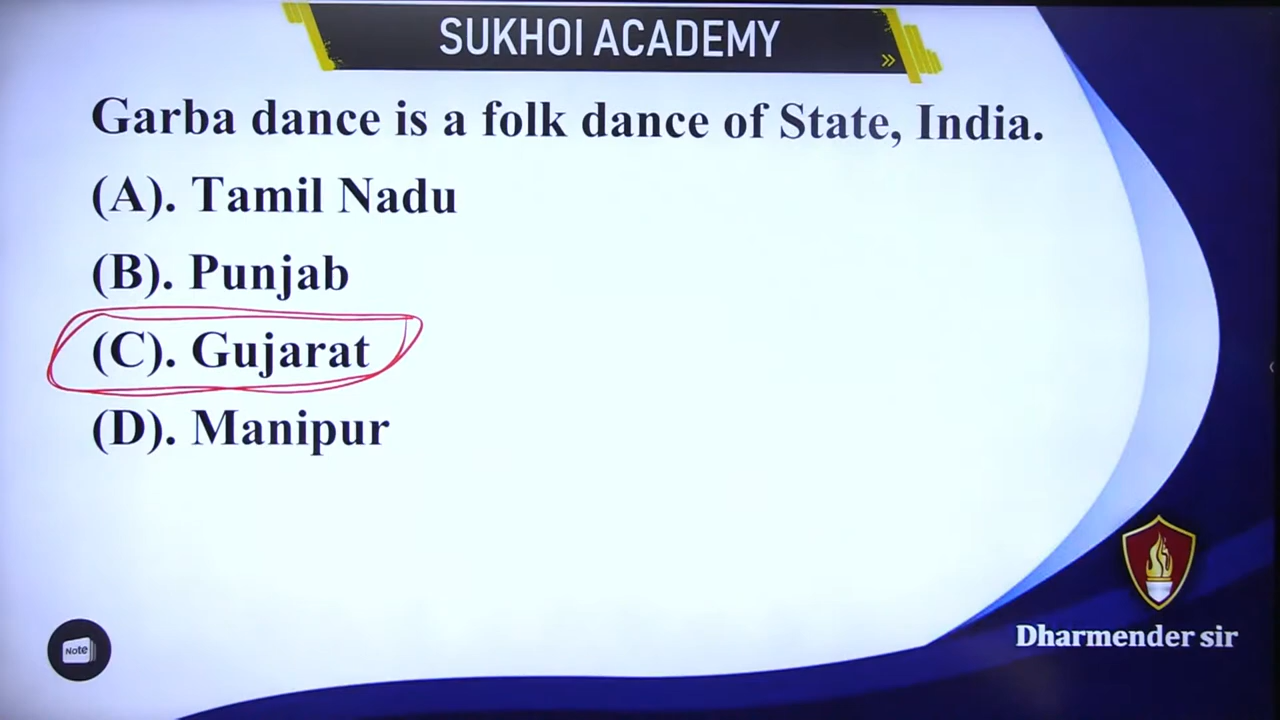 SUKHOI ACADEMY
Garba dance is a folk dance of State, India.
(A). Tamil Nadu
(B). Punjab
(C). Gujarat
(D). Manipur
Note
Dharmender sir